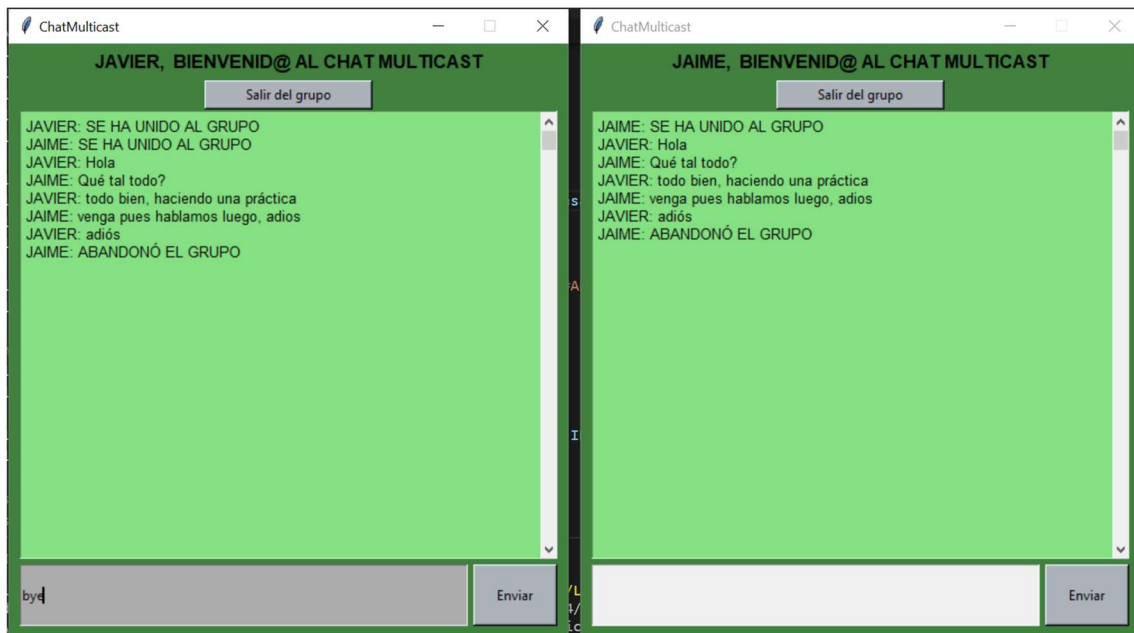 ChatMulticast
JAVIER, BIENVENID@ AL CHAT MULTICAST
Salir del grupo
JAVIER: SE HA UNIDO AL GRUPO
JAIME: SE HA UNIDO AL GRUPO
JAVIER: Hola
JAIME: Qué tal todo?
JAVIER: todo bien, haciendo una práctica
JAIME: venga pues hablamos luego, adios
JAVIER: adiós
JAIME: ABANDONÓ EL GRUPO
bye
Enviar
ChatMulticast
JAIME, BIENVENID@ AL CHAT MULTICAST
Salir del grupo
JAIME: SE HA UNIDO AL GRUPO
JAVIER: Hola
JAIME: Qué tal todo?
JAVIER: todo bien, haciendo una práctica
JAIME: venga pues hablamos luego, adios
JAVIER: adiós
JAIME: ABANDONÓ EL GRUPO
Enviar